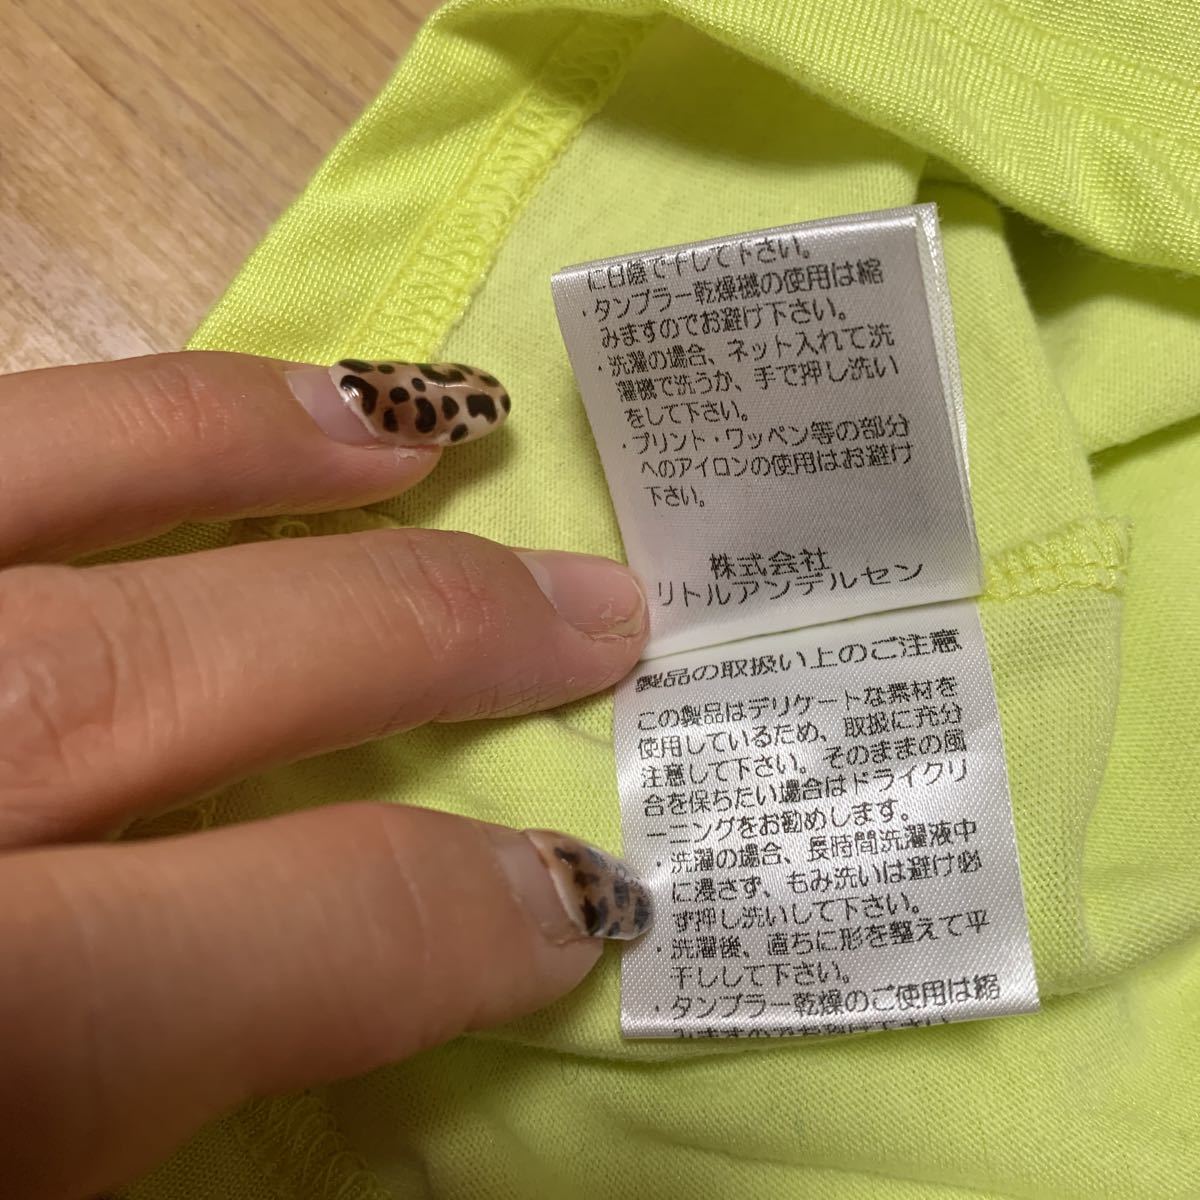 に日陰で干して下さい。
・タンブラー乾燥機の使用は縮
みますのでお避け下さい。
・洗濯の場合、ネット入れて洗
濯機で洗うか、手で押し洗い
をして下さい。
・プリント・ワッペン等の部分
へのアイロンの使用はお避け
下さい。
株式会社
リトルアンデルセン
製品の取扱い上のご注意
この製品はデリケートな素材を
使用しているため、取扱に充分
注意して下さい。そのままの風
合を保ちたい場合はドライクリ
ーニングをお勧めします。
・洗濯の場合、長時間洗濯液中
に浸さず、もみ洗いは避け必
ず押し洗いして下さい。
・洗濯後、直ちに形を整えて平
干しして下さい。
・タンブラー乾燥のご使用は縮
みますのでお避け下さい